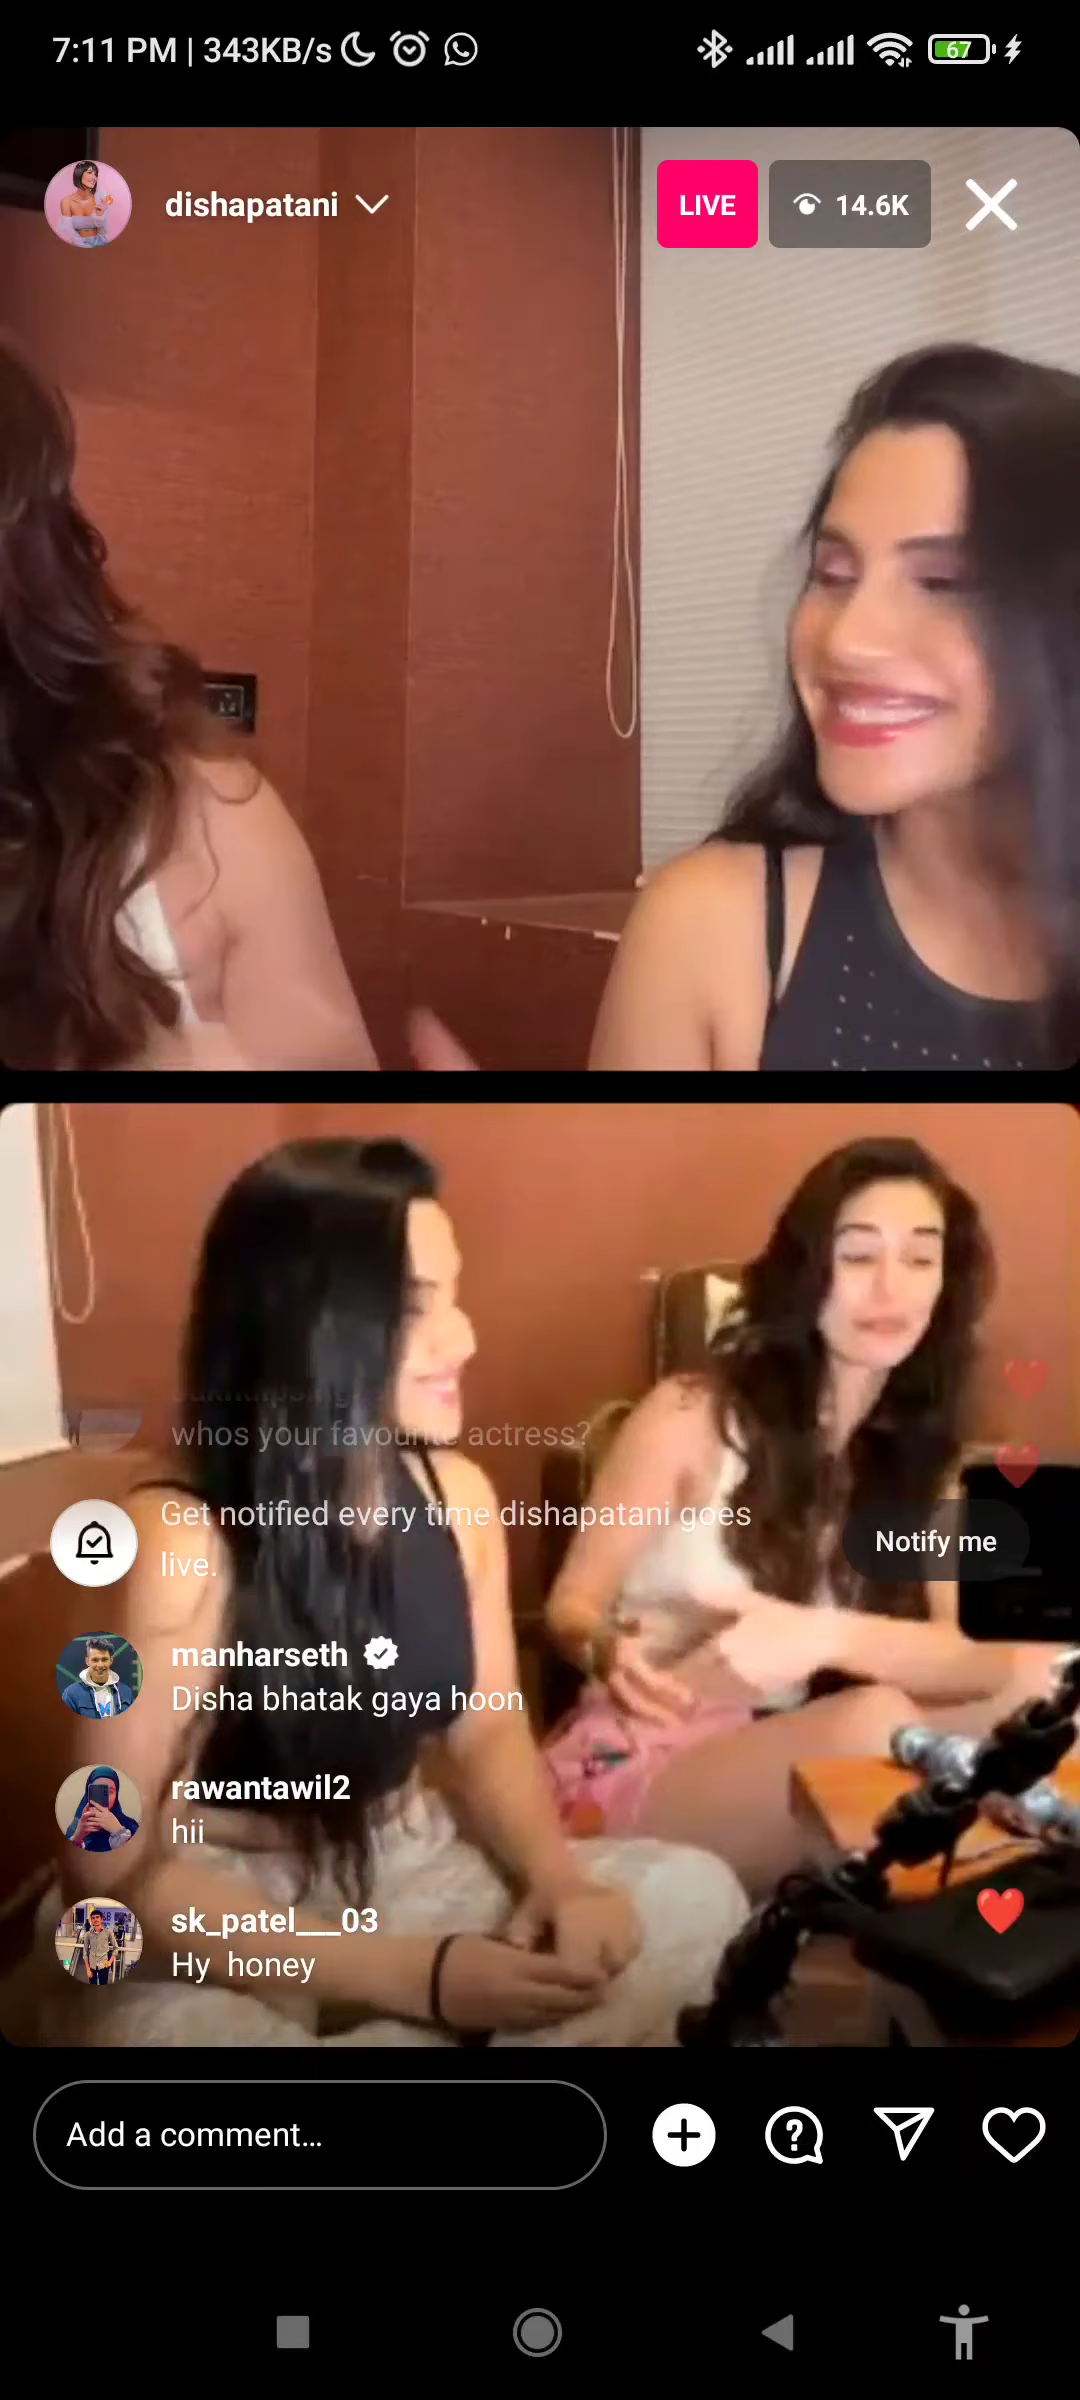 7:11 PM | 343KB/s
67
dishapatani
LIVE
14.6K
whos your favourite actress?
Get notified every time dishapatani goes
live.
Notify me
manharseth
Disha bhatak gaya hoon
rawantawil2
hii
sk_patel___03
Hy honey
Add a comment...